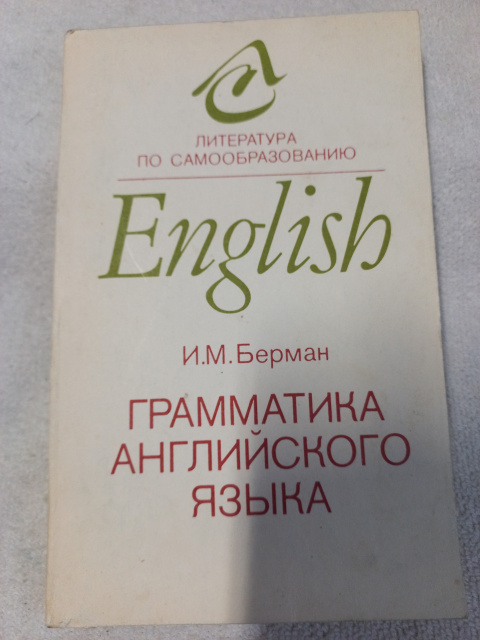 ЛИТЕРАТУРА
ПО САМООБРАЗОВАНИЮ
English
И.М.Берман
ГРАММАТИКА
АНГЛИЙСКОГО
ЯЗЫКА